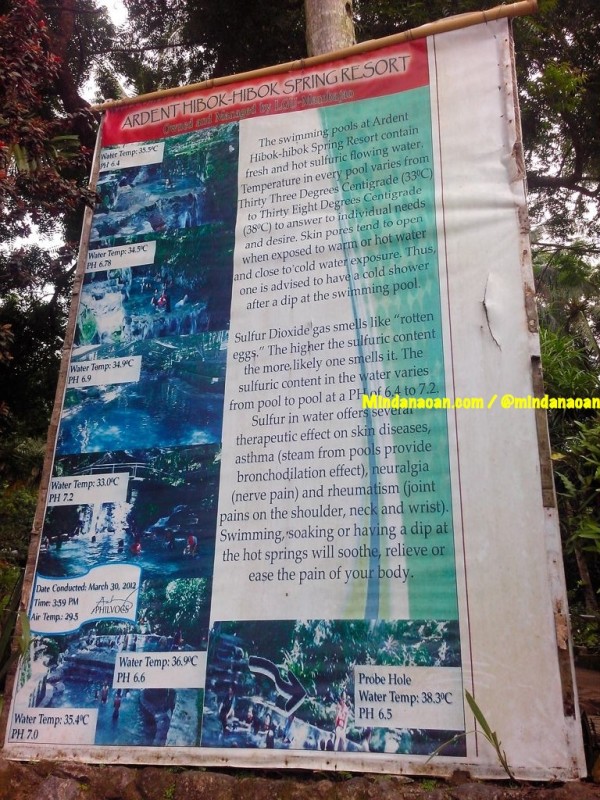 ARDENT HIBOK-HIBOK SPRING RESORT
Owned and Managed by
Water Temp: 35.5ºC
PH 6.4
Water Temp: 34.5ºC
PH 6.78
Water Temp: 34.9ºC
PH 6.9
Water Temp: 33.0ºC
PH 7.2
Date Conducted: March 30, 2012
Time: 3:59 PM
Air Temp.: 29.5
PHILVOCS
Water Temp: 36.9ºC
PH 6.6
Water Temp: 35.4ºC
PH 7.0
The swimming pools at Ardent
Hibok-hibok Spring Resort contain
fresh and hot sulfuric flowing water.
Temperature in every pool varies from
Thirty Three Degrees Centigrade (33ºC)
to Thirty Eight Degrees Centigrade
(38ºC) to answer to individual needs
and desire. Skin pores tend to open
when exposed to warm or hot water
and close to cold water exposure. Thus,
one is advised to have a cold shower
after a dip at the swimming pool.
Sulfur Dioxide gas smells like "rotten
eggs." The higher the sulfuric content
the more likely one smells it. The
sulfuric content in the water varies
from pool to pool at a PH of 6.4 to 7.2.
Sulfur in water offers several
therapeutic effect on skin diseases,
asthma (steam from pools provide
bronchodilation effect), neuralgia
(nerve pain) and rheumatism (joint
pains on the shoulder, neck and wrist).
Swimming, soaking or having a dip at
the hot springs will soothe, relieve or
ease the pain of your body.
Probe Hole
Water Temp: 38.3ºC
PH 6.5
Mindanaoan.com / @mindanaoan